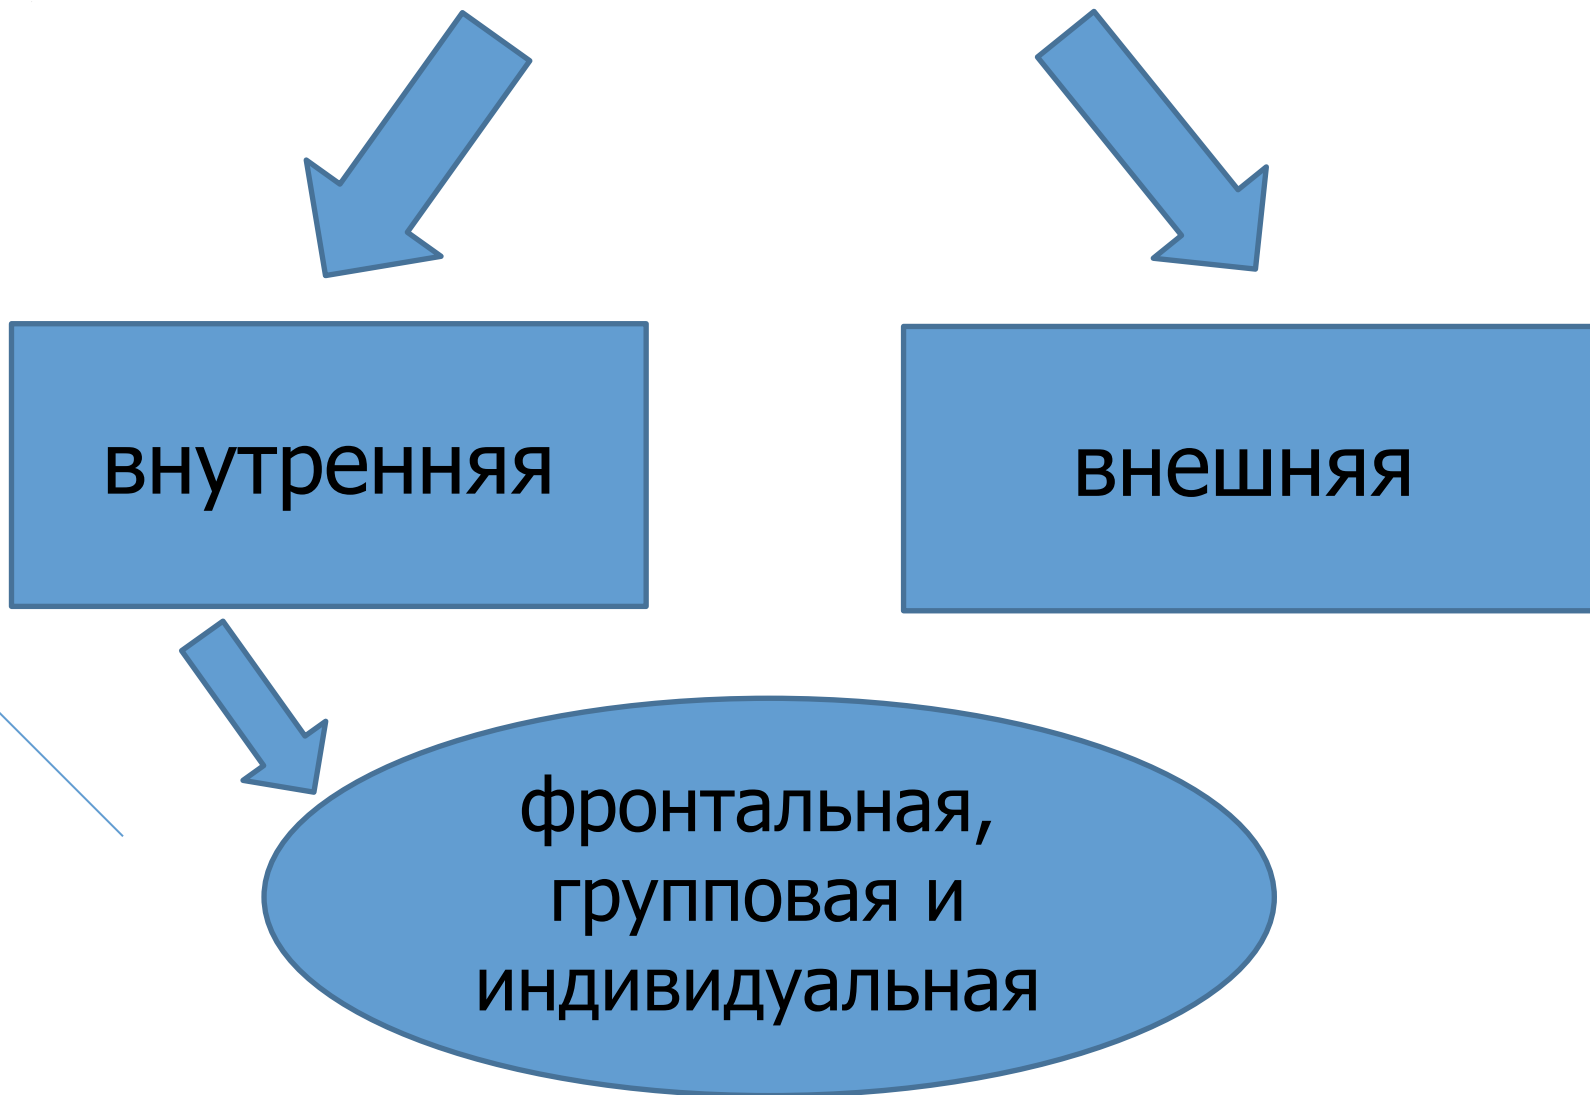 внутренняя
внешняя
фронтальная,
групповая и
индивидуальная